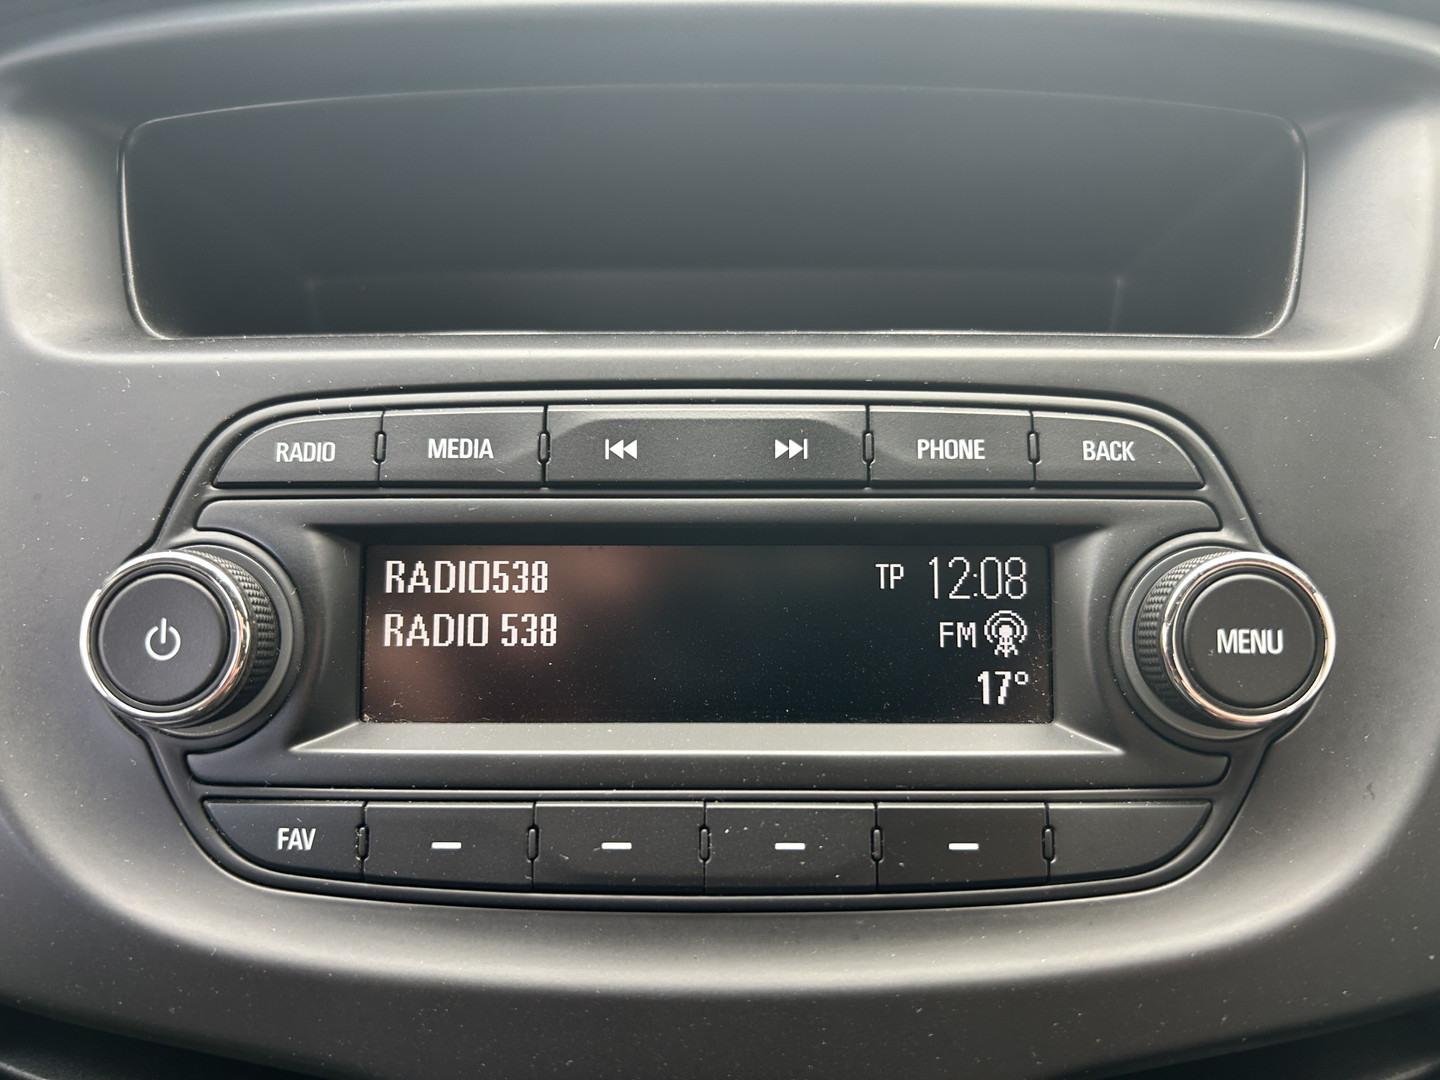 RADIO MEDIA PHONE BACK
RADIO538 TP 12:08
RADIO 538 FM
17°
MENU
FAV